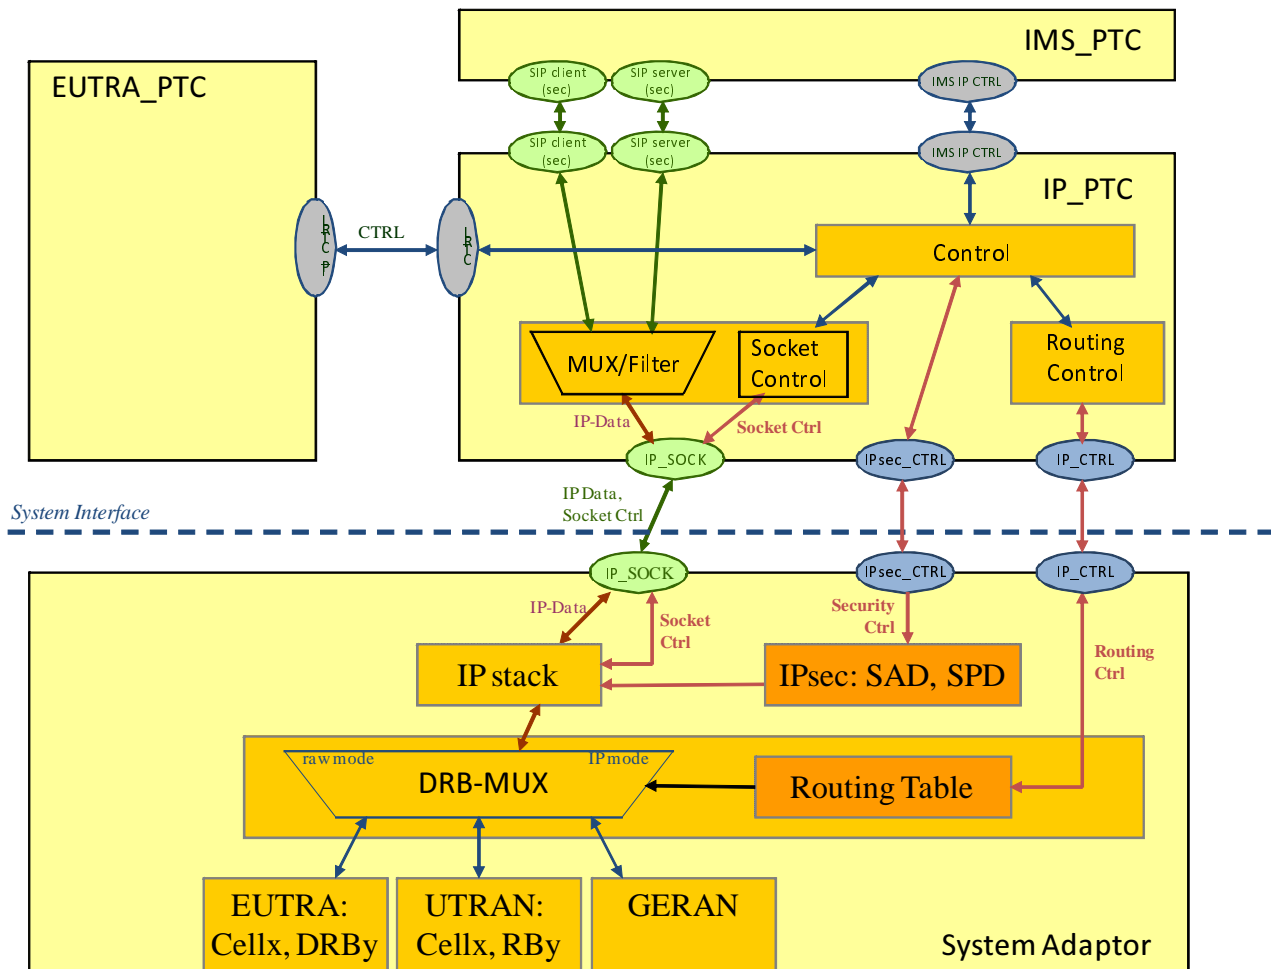 IMS_PTC
EUTRA_PTC
SIP client
(sec)
SIP server
(sec)
IMS IP CTRL
SIP client
(sec)
SIP server
(sec)
IMS IP CTRL
IP_PTC
CTRL
Control
MUX/Filter
Socket
Control
Routing
Control
IP-Data
Socket Ctrl
IP_SOCK
IPsec_CTRL
IP_CTRL
IP Data,
Socket Ctrl
System Interface
IP_SOCK
IPsec_CTRL
IP_CTRL
IP-Data
Socket
Ctrl
Security
Ctrl
Routing
Ctrl
IP stack
IPsec: SAD, SPD
raw mode
IP mode
DRB-MUX
Routing Table
EUTRA:
Cellx, DRBy
UTRAN:
Cellx, RBy
GERAN
System Adaptor